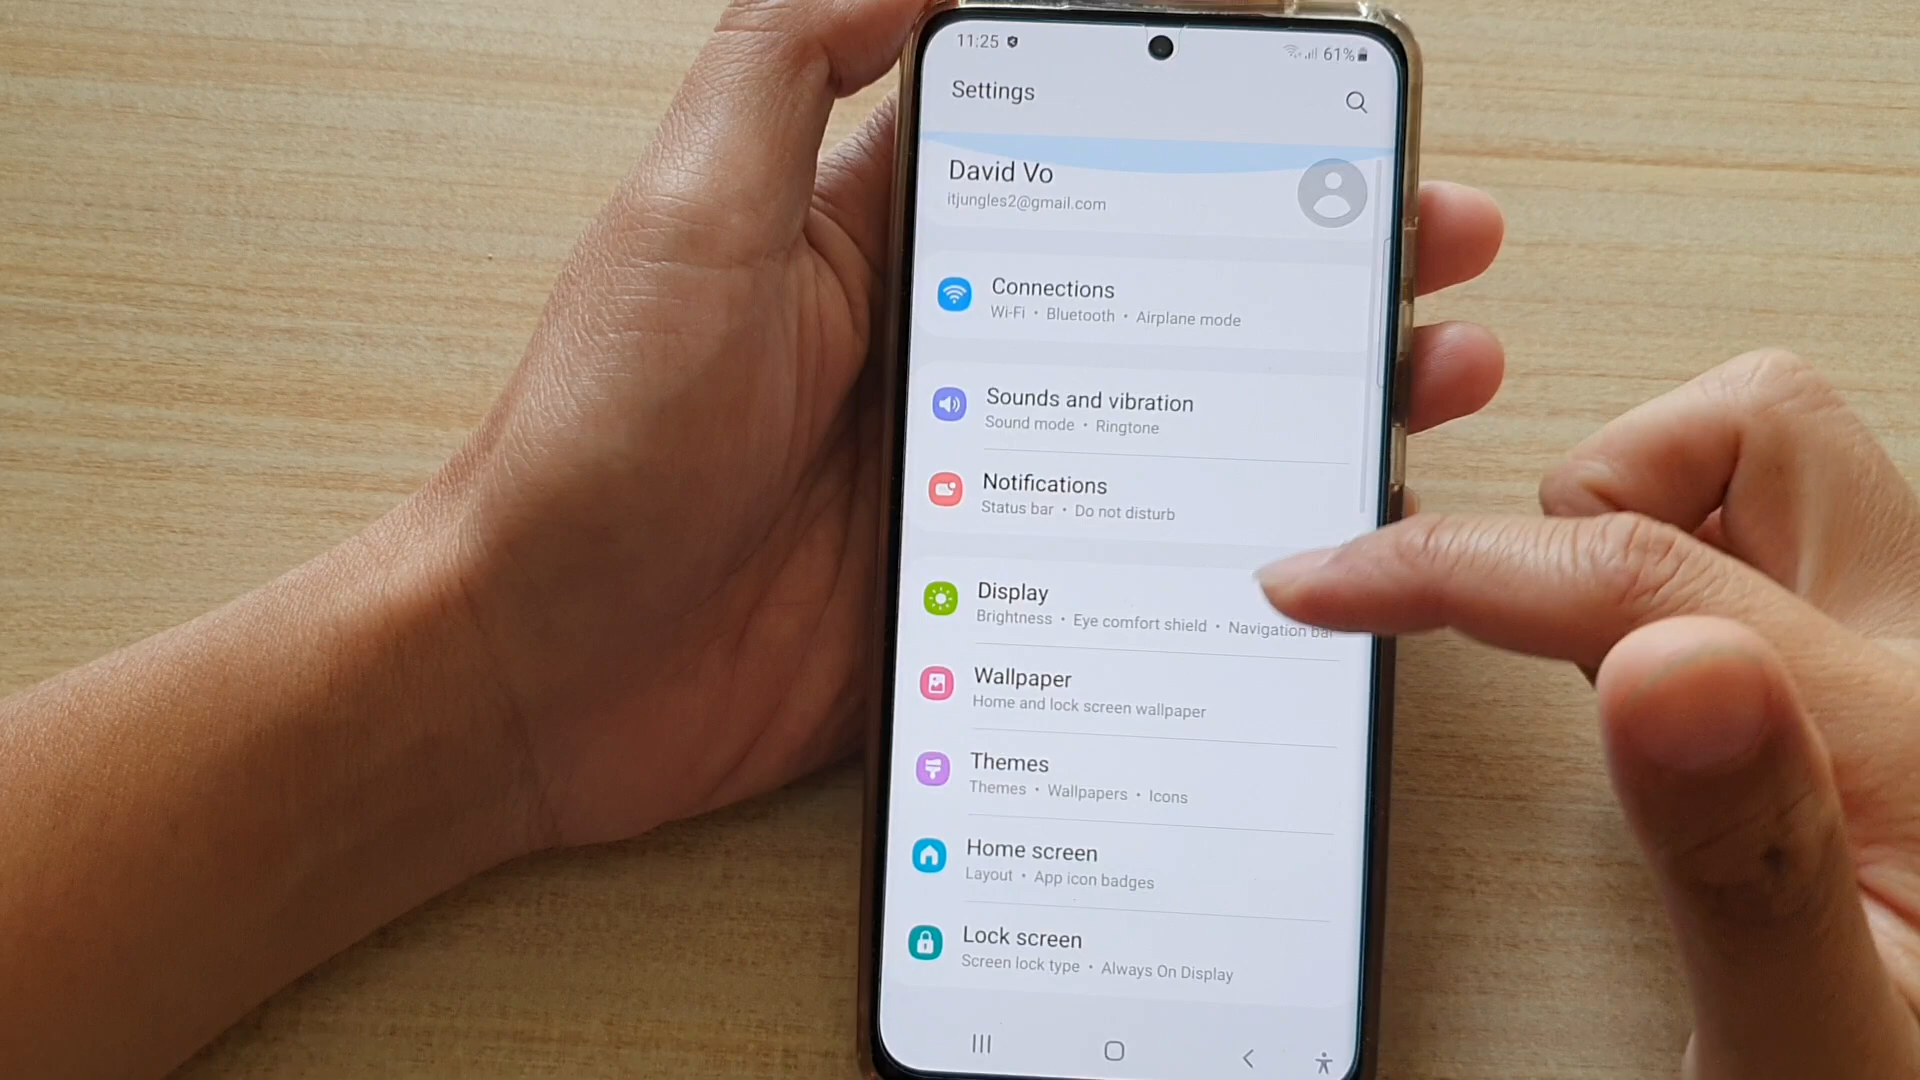 11:25
61%
Settings
David Vo
itjungles2@gmail.com
Connections
Wi-Fi • Bluetooth • Airplane mode
Sounds and vibration
Sound mode • Ringtone
Notifications
Status bar • Do not disturb
Display
Brightness • Eye comfort shield • Navigation bar
Wallpaper
Home and lock screen wallpaper
Themes
Themes • Wallpapers • Icons
Home screen
Layout • App icon badges
Lock screen
Screen lock type • Always On Display